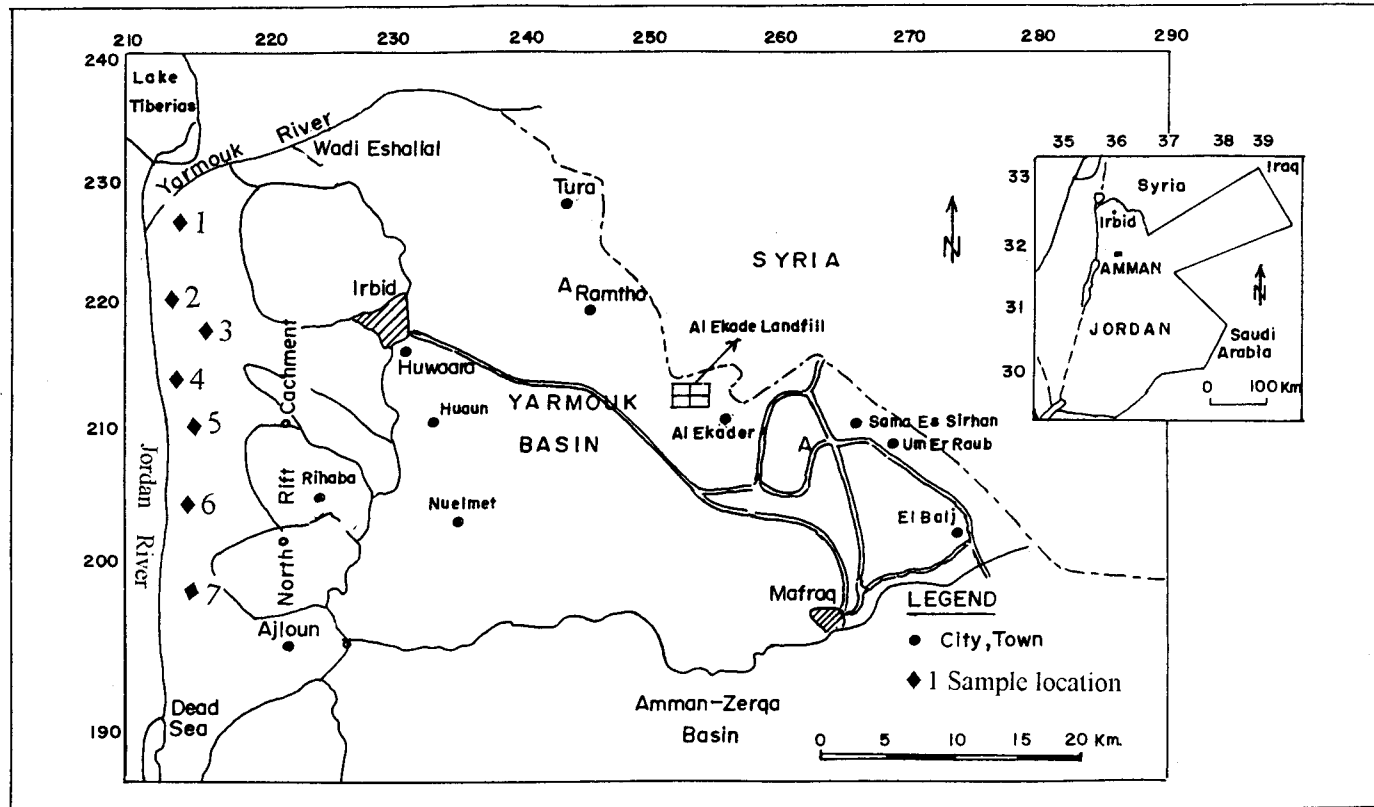 210 220 230 240 250 260 270 280 290
240
230
220
210
200
190
Lake
Tiberias
Yarmouk River
Wadi Eshallal
Tura
1
2
3
4
5
6
7
Irbid
A
Ramtha
SYRIA
N
Al Ekade Landfill
Huwaara
Cachment
Rift
North
YARMOUK
BASIN
Huaun
Al Ekader
A
Sama Es Sirhan
Um Er Raub
Jordan River
Rihaba
Nuelmet
El Balj
Mafraq
Ajloun
Dead
Sea
Amman-Zerqa
Basin
LEGEND
City, Town
1 Sample location
0 5 10 15 20 Km.
35 36 37 38 39
33
32
31
30
Syria
Iraq
Irbid
AMMAN
N
JORDAN
Saudi
Arabia
0 100 Km